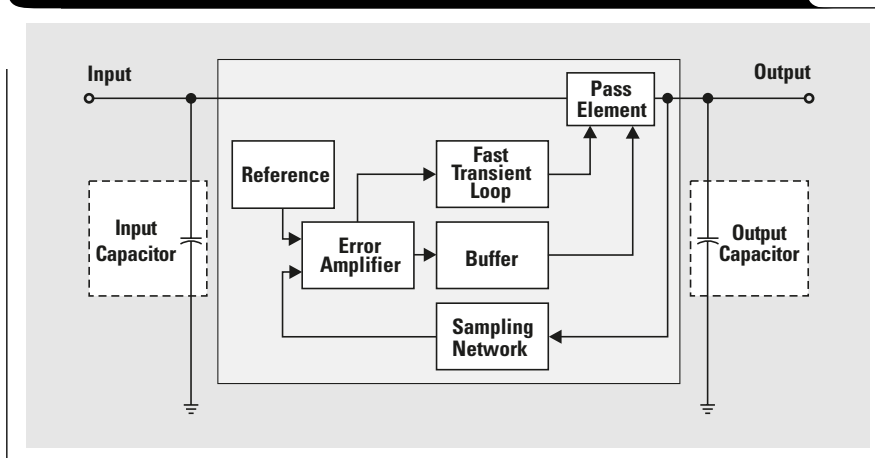 Input
Output
Pass
Element
Reference
Fast
Transient
Loop
Input
Capacitor
Error
Amplifier
Buffer
Output
Capacitor
Sampling
Network